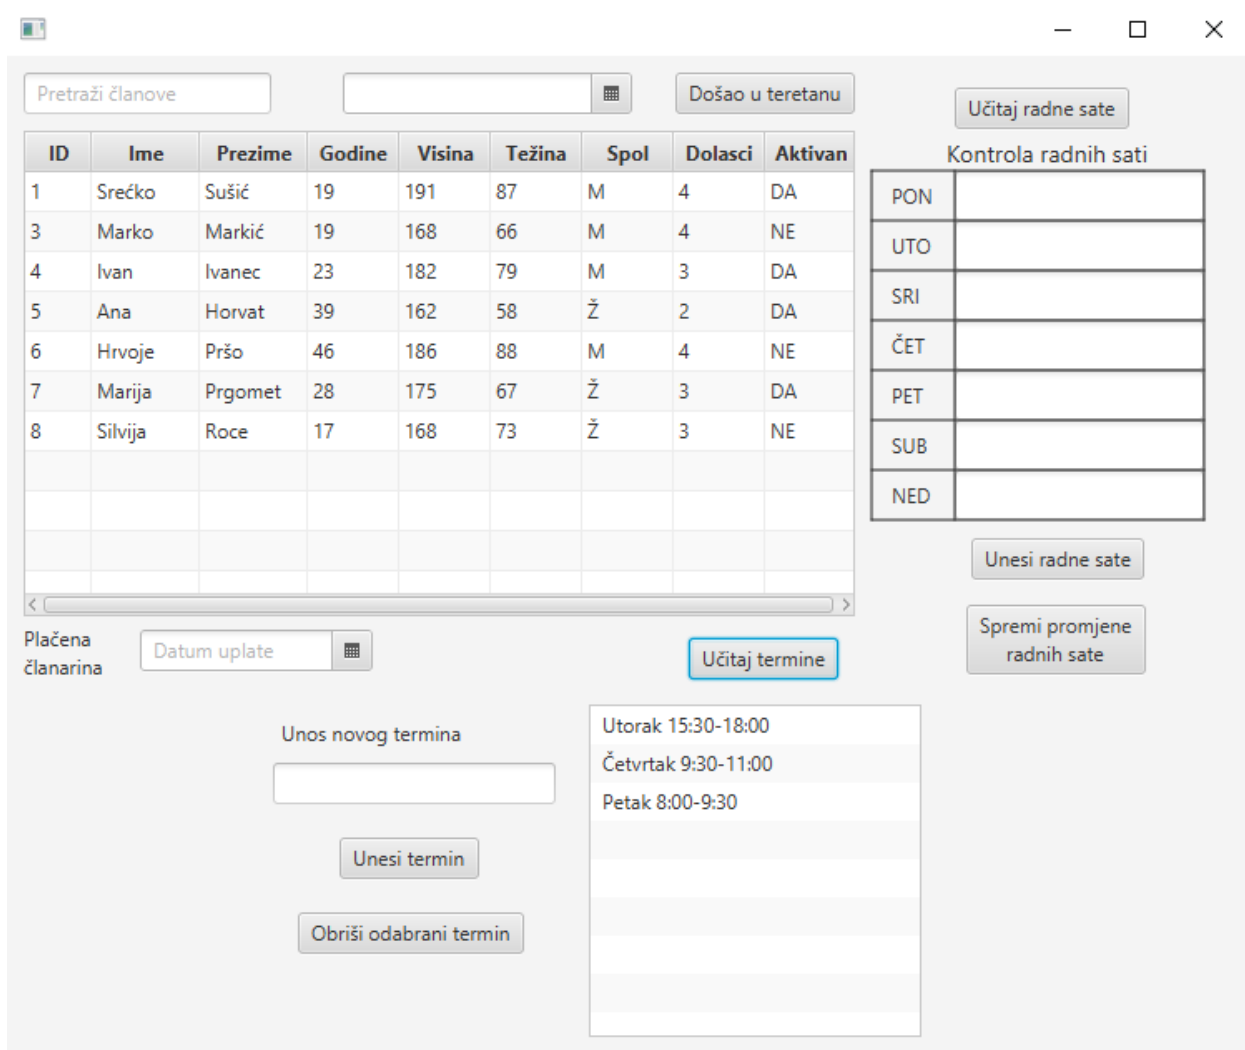 Pretraži članove
Došao u teretanu
ID Ime Prezime Godine Visina Težina Spol Dolasci Aktivan
1 Srećko Sušić 19 191 87 M 4 DA
3 Marko Markić 19 168 66 M 4 NE
4 Ivan Ivanec 23 182 79 M 3 DA
5 Ana Horvat 39 162 58 Ž 2 DA
6 Hrvoje Pršo 46 186 88 M 4 NE
7 Marija Prgomet 28 175 67 Ž 3 DA
8 Silvija Roce 17 168 73 Ž 3 NE
Učitaj radne sate
Kontrola radnih sati
PON
UTO
SRI
ČET
PET
SUB
NED
Unesi radne sate
Spremi promjene
radnih sate
Plačena
članarina
Datum uplate
Učitaj termine
Unos novog termina
Unesi termin
Obriši odabrani termin
Utorak 15:30-18:00
Četvrtak 9:30-11:00
Petak 8:00-9:30